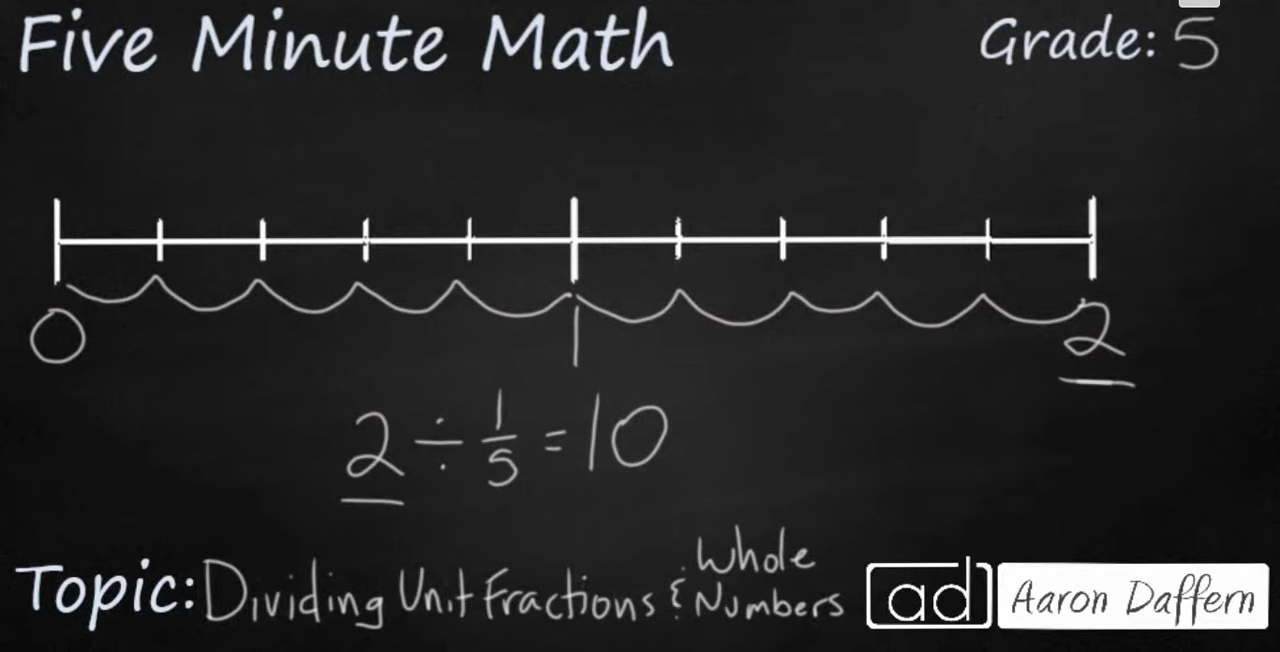 Five Minute Math
Grade: 5
0 1 2
2 ÷ 1/5 = 10
Topic: Dividing Unit Fractions & Whole Numbers
ad Aaron Daffern